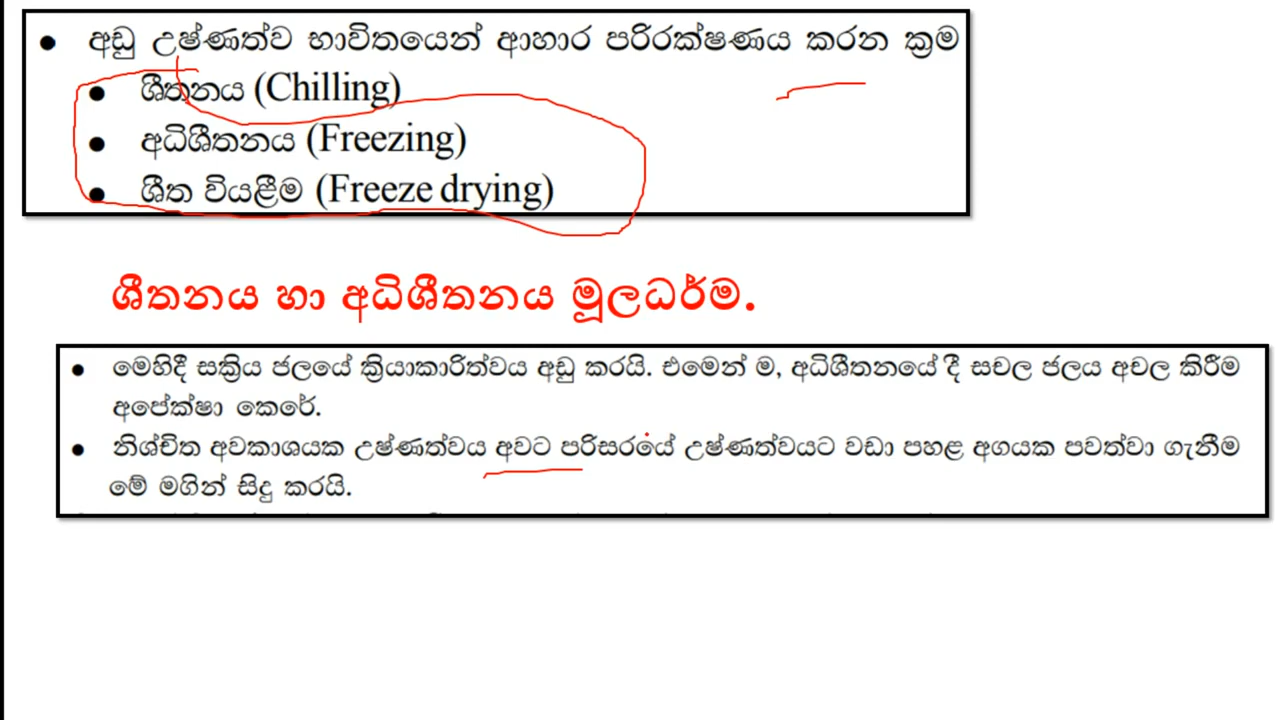 • අඩු උෂ්ණත්ව භාවිතයෙන් ආහාර පරිරක්ෂණය කරන ක්‍රම
• ශීතනය (Chilling)
• අධිශීතනය (Freezing)
• ශීත වියළීම (Freeze drying)
ශීතනය හා අධිශීතනය මූලධර්ම.
• මෙහිදී සක්‍රිය ජලයේ ක්‍රියාකාරිත්වය අඩු කරයි. එමෙන් ම, අධිශීතනයේ දී සචල ජලය අචල කිරීම
අපේක්ෂා කෙරේ.
• නිශ්චිත අවකාශයක උෂ්ණත්වය අවට පරිසරයේ උෂ්ණත්වයට වඩා පහළ අගයක පවත්වා ගැනීම
මේ මගින් සිදු කරයි.